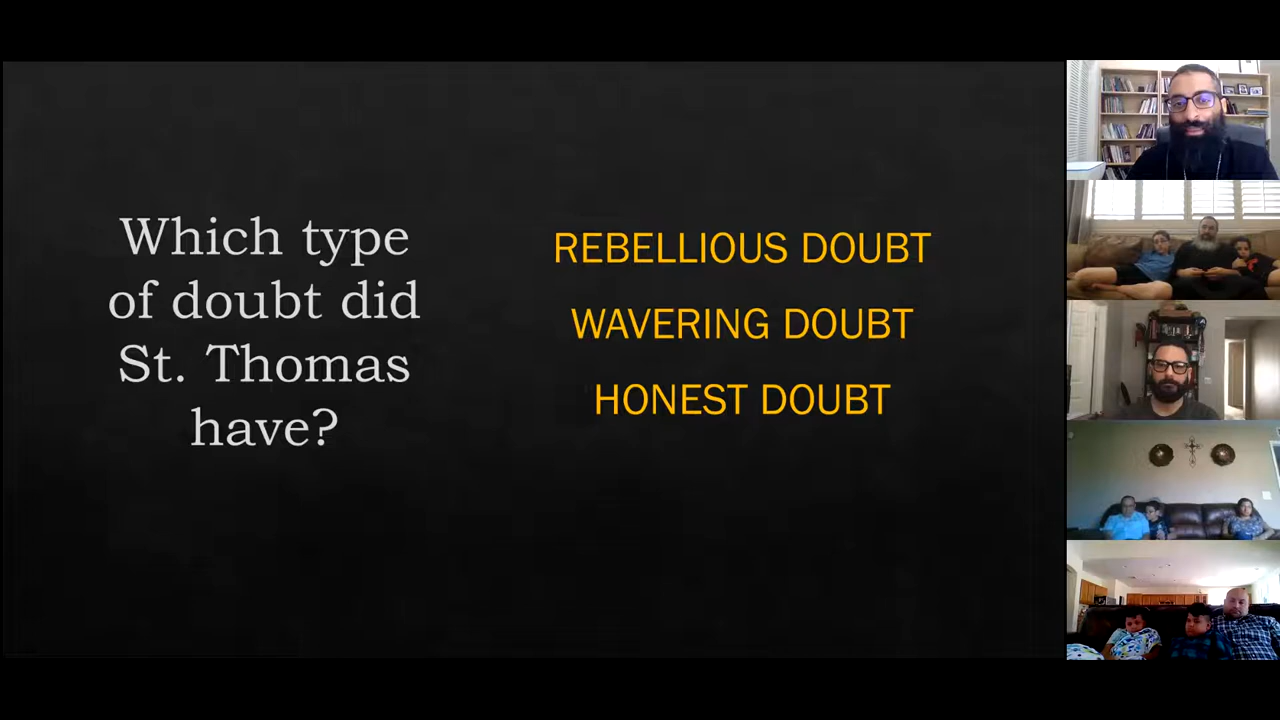 Which type
of doubt did
St. Thomas
have?
REBELLIOUS DOUBT
WAVERING DOUBT
HONEST DOUBT